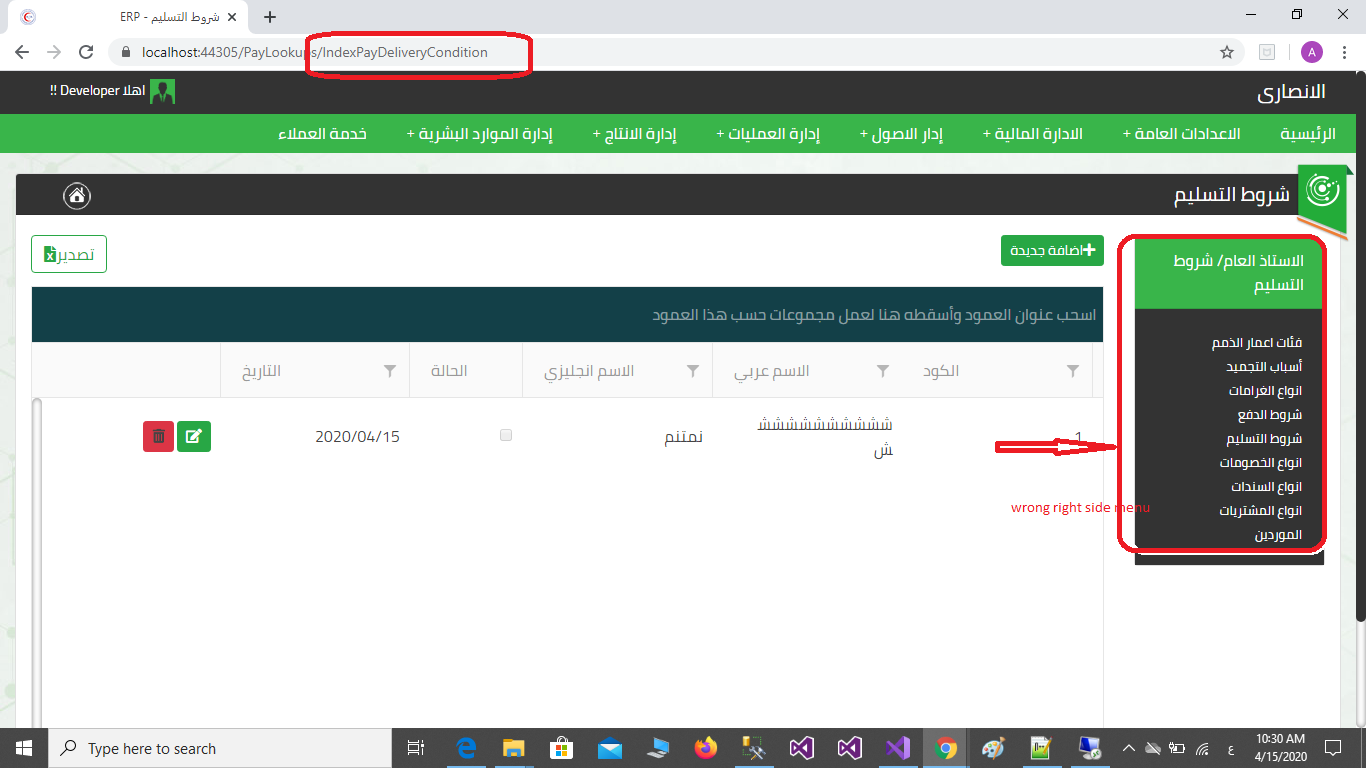 ERP - شروط التسليم
localhost:44305/PayLookups/IndexPayDeliveryCondition
A
الانصارى
اهلا Developer !!
الرئيسية
الاعدادات العامة +
الادارة المالية +
إدار الاصول +
إدارة العمليات +
إدارة الانتاج +
إدارة الموارد البشرية +
خدمة العملاء
شروط التسليم
الاستاذ العام/ شروط
التسليم
فئات اعمار الذمم
أسباب التجميد
انواع الغرامات
شروط الدفع
شروط التسليم
انواع الخصومات
انواع السندات
انواع المشتريات
الموردين
اضافة جديدة
تصدير
اسحب عنوان العمود وأسقطه هنا لعمل مجموعات حسب هذا العمود
الكود
الاسم عربي
الاسم انجليزي
الحالة
التاريخ
1
نمتنم
2020/04/15
wrong right side menu
Type here to search
ع
10:30 AM
4/15/2020